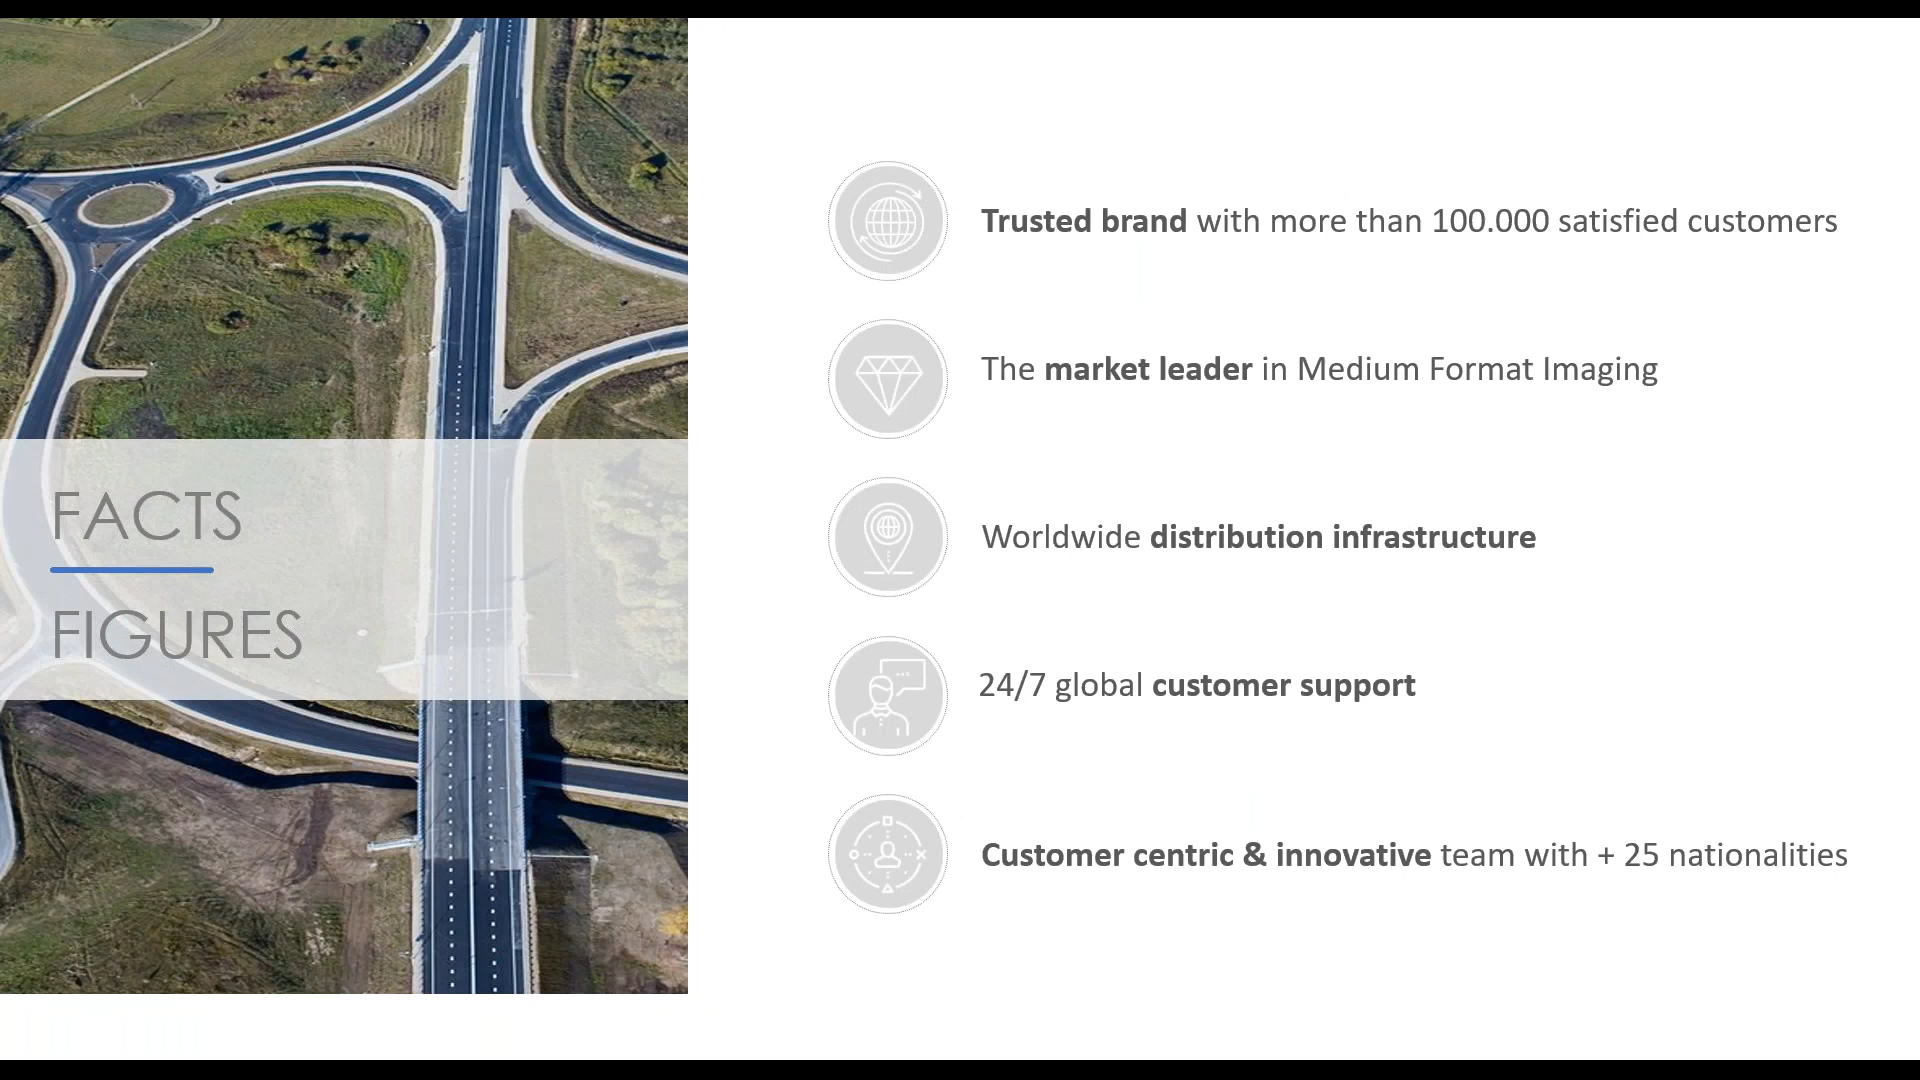 FACTS
FIGURES
Trusted brand with more than 100.000 satisfied customers
The market leader in Medium Format Imaging
Worldwide distribution infrastructure
24/7 global customer support
Customer centric & innovative team with + 25 nationalities